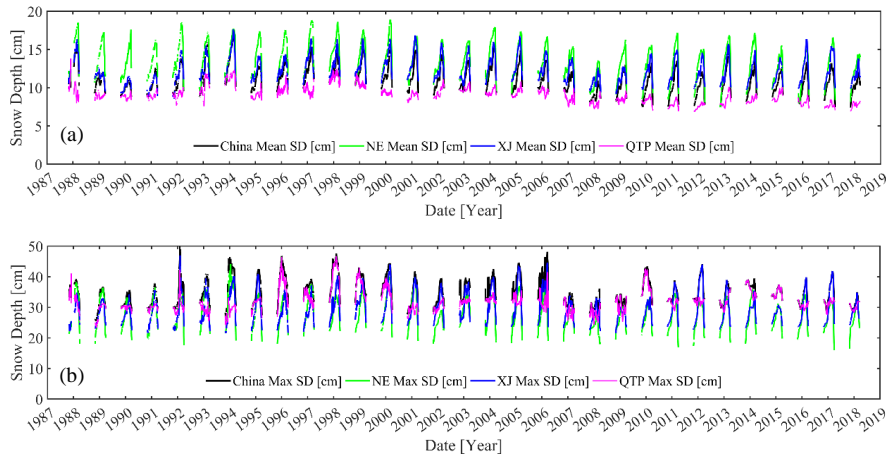 20
15
10
5
0
Snow Depth [cm]
(a)
China Mean SD [cm] NE Mean SD [cm] XJ Mean SD [cm] QTP Mean SD [cm]
1987 1988 1989 1990 1991 1992 1993 1994 1995 1996 1997 1998 1999 2000 2001 2002 2003 2004 2005 2006 2007 2008 2009 2010 2011 2012 2013 2014 2015 2016 2017 2018 2019
Date [Year]
50
40
30
20
10
0
Snow Depth [cm]
(b)
China Max SD [cm] NE Max SD [cm] XJ Max SD [cm] QTP Max SD [cm]
1987 1988 1989 1990 1991 1992 1993 1994 1995 1996 1997 1998 1999 2000 2001 2002 2003 2004 2005 2006 2007 2008 2009 2010 2011 2012 2013 2014 2015 2016 2017 2018 2019
Date [Year]